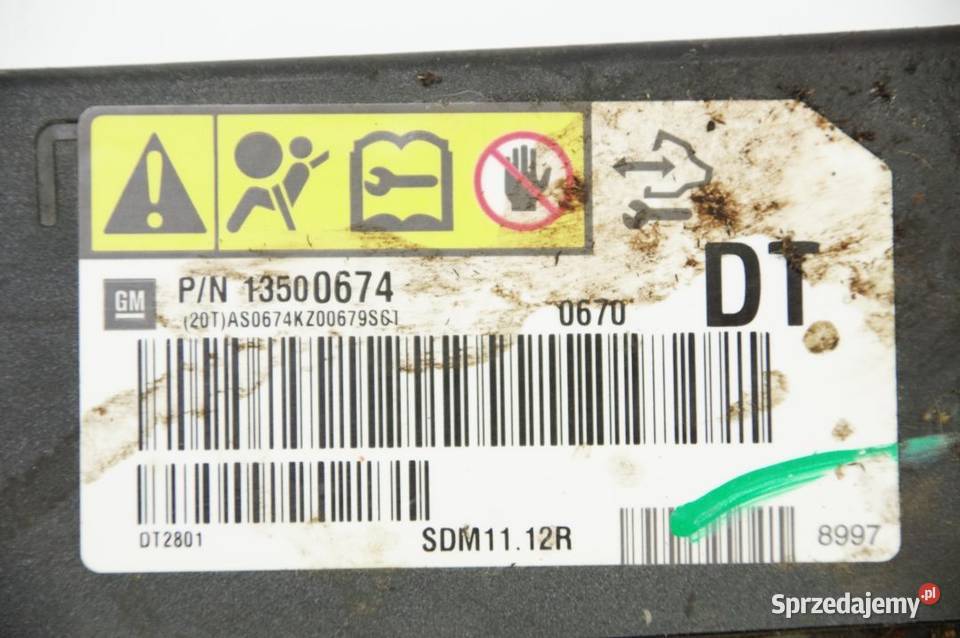 GM
P/N 13500674
(20T)AS0674KZ00679S61
0670
DT
DT2801
SDM11.12R
8997
Sprzedajemy.pl